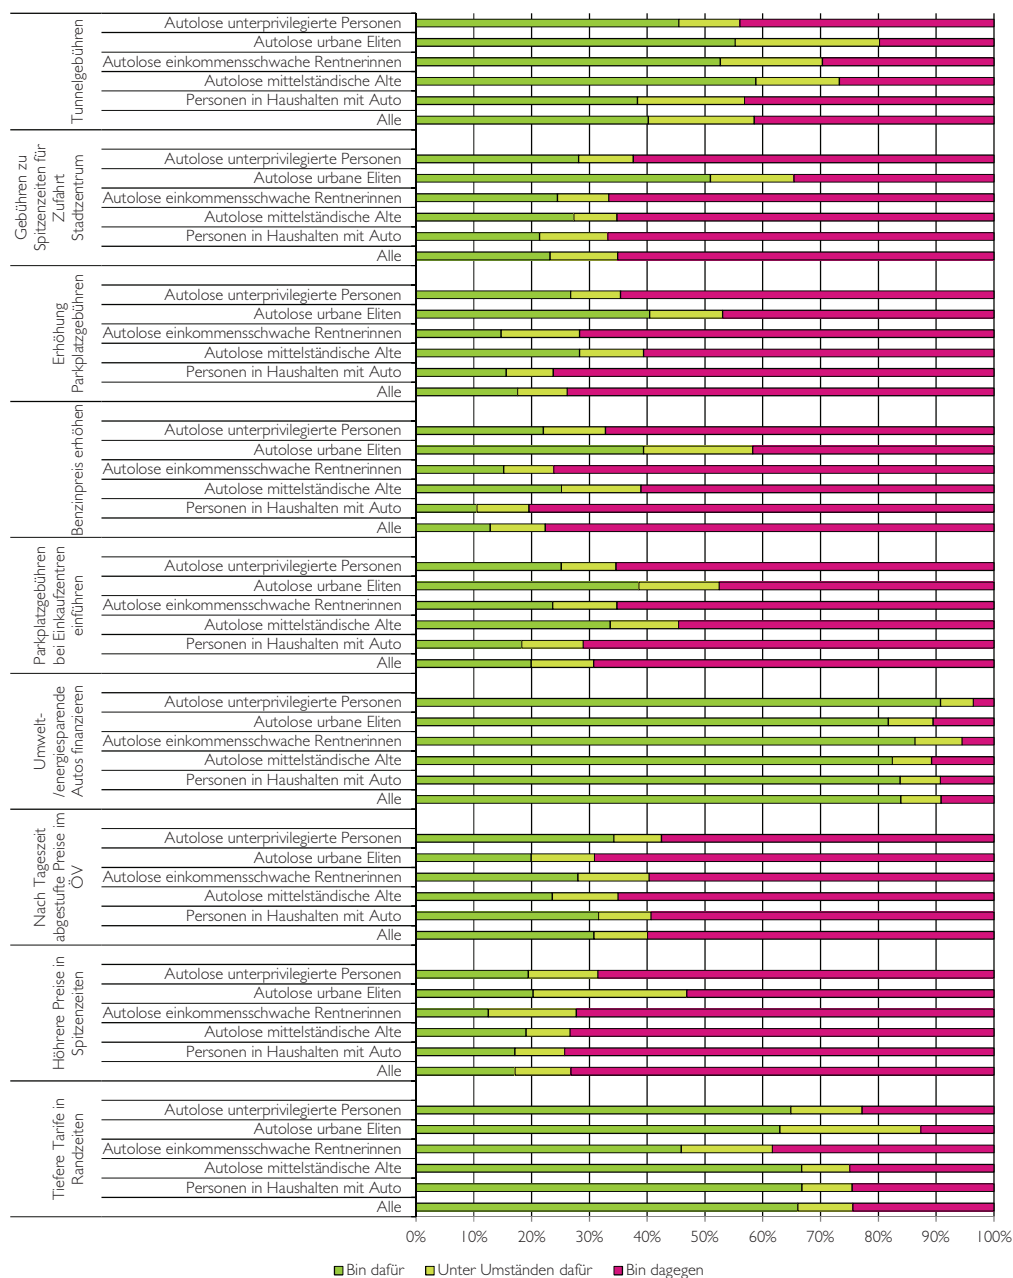 Tunnelgebühren
Autolose unterprivilegierte Personen
Autolose urbane Eliten
Autolose einkommensschwache Rentnerinnen
Autolose mittelständische Alte
Personen in Haushalten mit Auto
Alle
Gebühren zu
Spitzenzeiten für
Zufahrt
Stadtzentrum
Autolose unterprivilegierte Personen
Autolose urbane Eliten
Autolose einkommensschwache Rentnerinnen
Autolose mittelständische Alte
Personen in Haushalten mit Auto
Alle
Erhöhung
Parkplatzgebühren
Autolose unterprivilegierte Personen
Autolose urbane Eliten
Autolose einkommensschwache Rentnerinnen
Autolose mittelständische Alte
Personen in Haushalten mit Auto
Alle
Benzinpreis erhöhen
Autolose unterprivilegierte Personen
Autolose urbane Eliten
Autolose einkommensschwache Rentnerinnen
Autolose mittelständische Alte
Personen in Haushalten mit Auto
Alle
Parkplatzgebühren
bei Einkaufzentren
einführen
Autolose unterprivilegierte Personen
Autolose urbane Eliten
Autolose einkommensschwache Rentnerinnen
Autolose mittelständische Alte
Personen in Haushalten mit Auto
Alle
Umwelt-
/energiesparende
Autos finanzieren
Autolose unterprivilegierte Personen
Autolose urbane Eliten
Autolose einkommensschwache Rentnerinnen
Autolose mittelständische Alte
Personen in Haushalten mit Auto
Alle
Nach Tageszeit
abgestufte Preise im
ÖV
Autolose unterprivilegierte Personen
Autolose urbane Eliten
Autolose einkommensschwache Rentnerinnen
Autolose mittelständische Alte
Personen in Haushalten mit Auto
Alle
Höhrere Preise in
Spitzenzeiten
Autolose unterprivilegierte Personen
Autolose urbane Eliten
Autolose einkommensschwache Rentnerinnen
Autolose mittelständische Alte
Personen in Haushalten mit Auto
Alle
Tiefere Tarife in
Randzeiten
Autolose unterprivilegierte Personen
Autolose urbane Eliten
Autolose einkommensschwache Rentnerinnen
Autolose mittelständische Alte
Personen in Haushalten mit Auto
Alle
0% 10% 20% 30% 40% 50% 60% 70% 80% 90% 100%
Bin dafür Unter Umständen dafür Bin dagegen